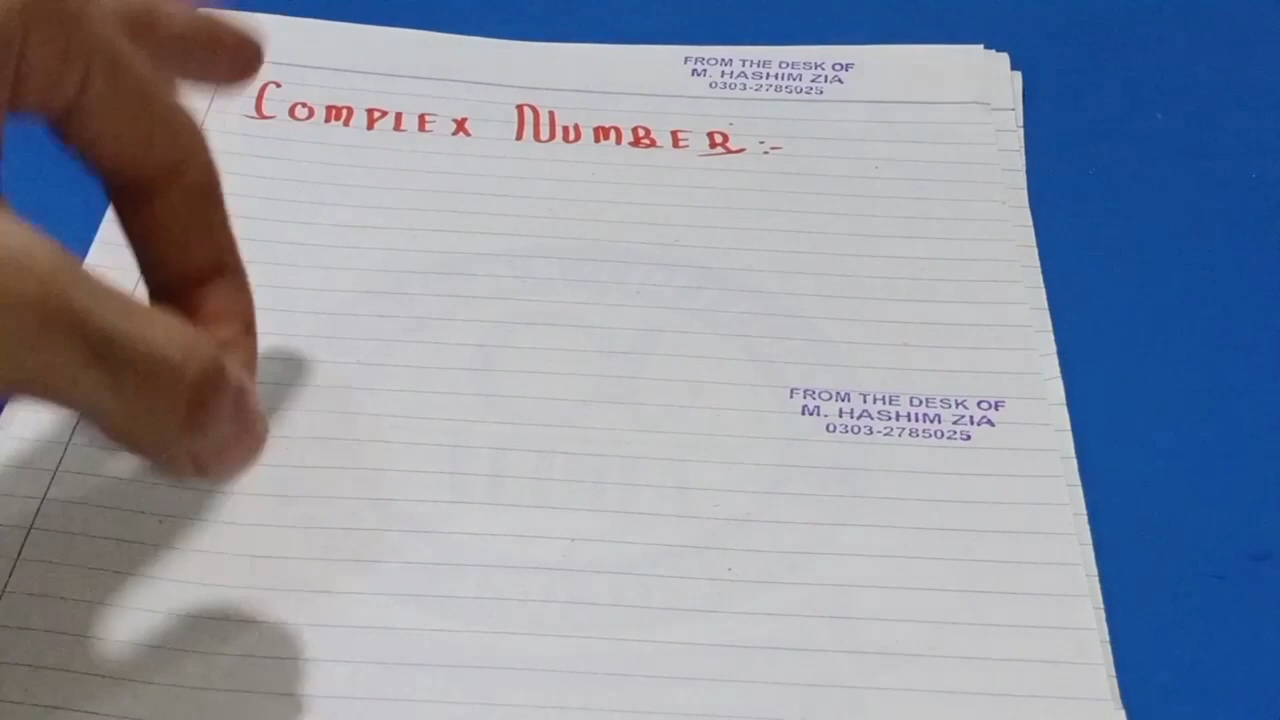 FROM THE DESK OF
M. HASHIM ZIA
0303-2785025
COMPLEX NUMBER :-
FROM THE DESK OF
M. HASHIM ZIA
0303-2785025